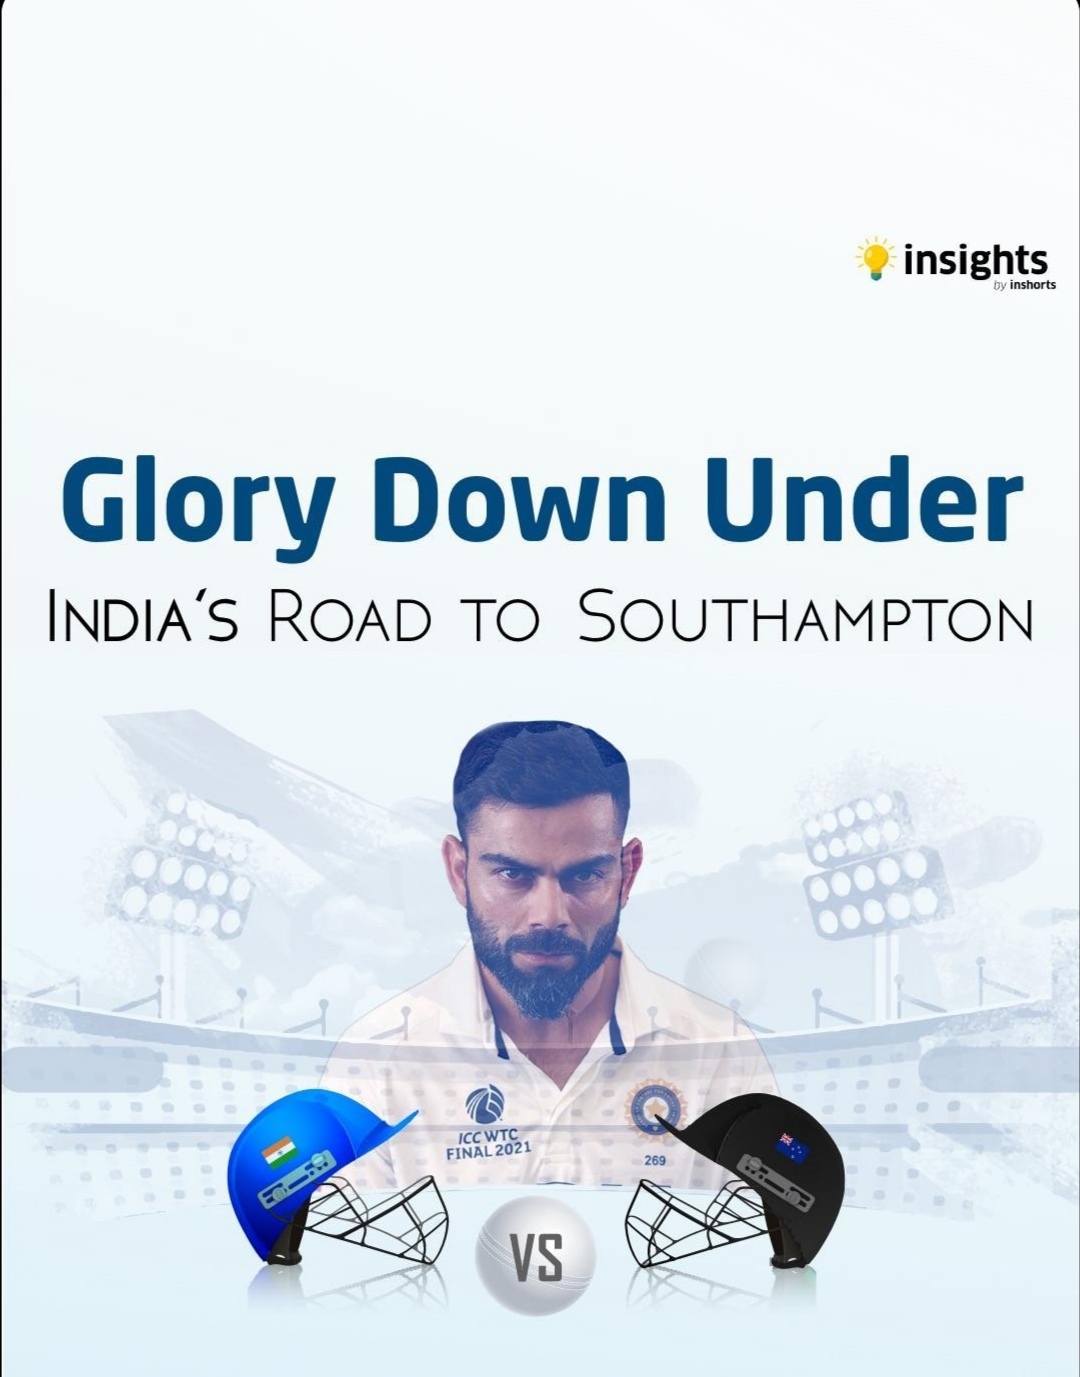 insights
by inshorts
Glory Down Under
INDIA'S ROAD TO SOUTHAMPTON
ICC WTC
FINAL 2021
269
VS